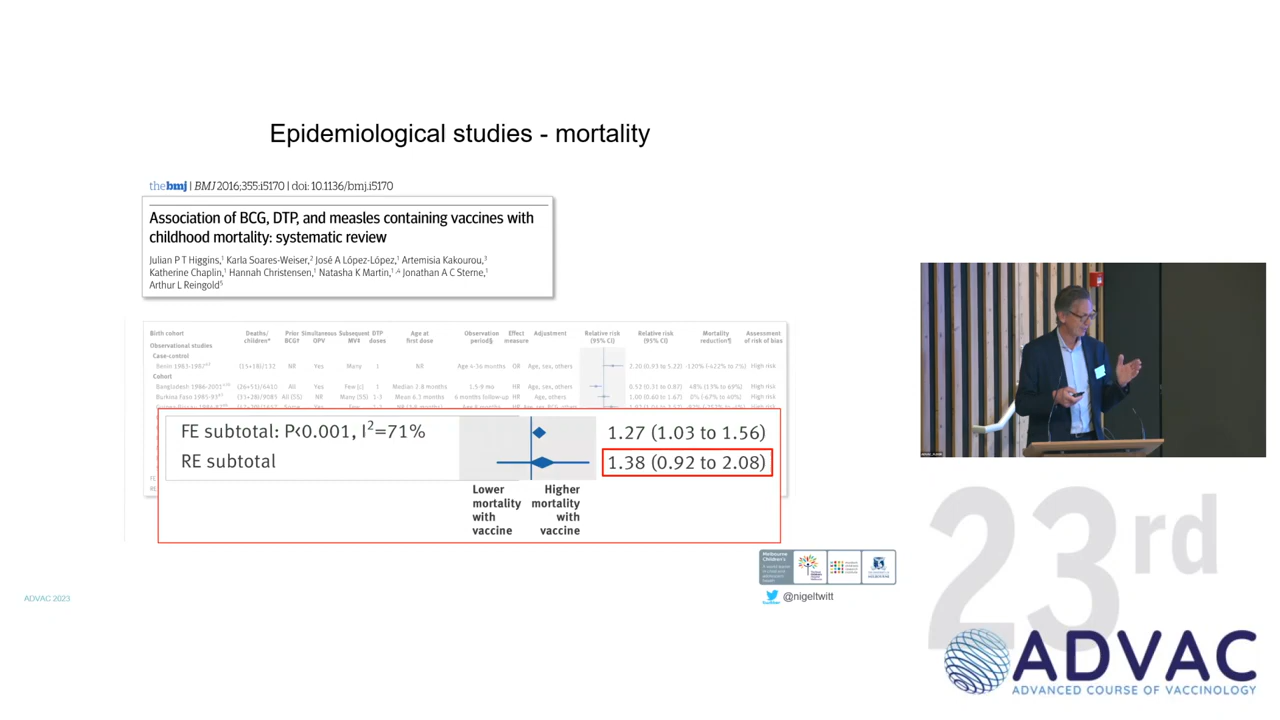 Epidemiological studies - mortality
thebmj | BMJ 2016;355:i5170 | doi: 10.1136/bmj.i5170
Association of BCG, DTP, and measles containing vaccines with
childhood mortality: systematic review
Julian P T Higgins,1 Karla Soares-Weiser,2 José A López-López,1 Artemisia Kakourou,3
Katherine Chaplin,1 Hannah Christensen,1 Natasha K Martin,1,4 Jonathan A C Sterne,1
Arthur L Reingold5
Birth cohort Deaths/ Prior Simultaneous Subsequent DTP Age at Observation Effect Adjustment Relative risk Relative risk Mortality Assessment
children* BCG† OPV MV‡ doses first dose period§ measure (95% CI) (95% CI) reduction¶ of risk of bias
Observational studies
Case-control
Benin 1983-1987 (15+18)/132 NR Yes Many 1 NR Age 4-36 months OR Age, sex, others 2.20 (0.93 to 5.22) -120% (-422% to 7%) High risk
Cohort
Bangladesh 1986-2001 (26+51)/6410 All Yes Few [c] 1 Median 2.8 months 1.5-9 mo HR Age, sex, others 0.52 (0.31 to 0.87) 48% (13% to 69%) High risk
Burkina Faso 1985-93 (33+28)/9085 All (SS) NR Many (SS) 1-3 Mean 6.1 months 6 months follow-up HR Age, others 1.00 (0.60 to 1.67) 0% (-67% to 40%) High risk
FE subtotal: P<0.001, I2=71% 1.27 (1.03 to 1.56)
RE subtotal 1.38 (0.92 to 2.08)
Lower Higher
mortality mortality
with with
vaccine vaccine
@nigeltwitt
ADVAC 2023
23rd
ADVAC
ADVANCED COURSE OF VACCINOLOGY